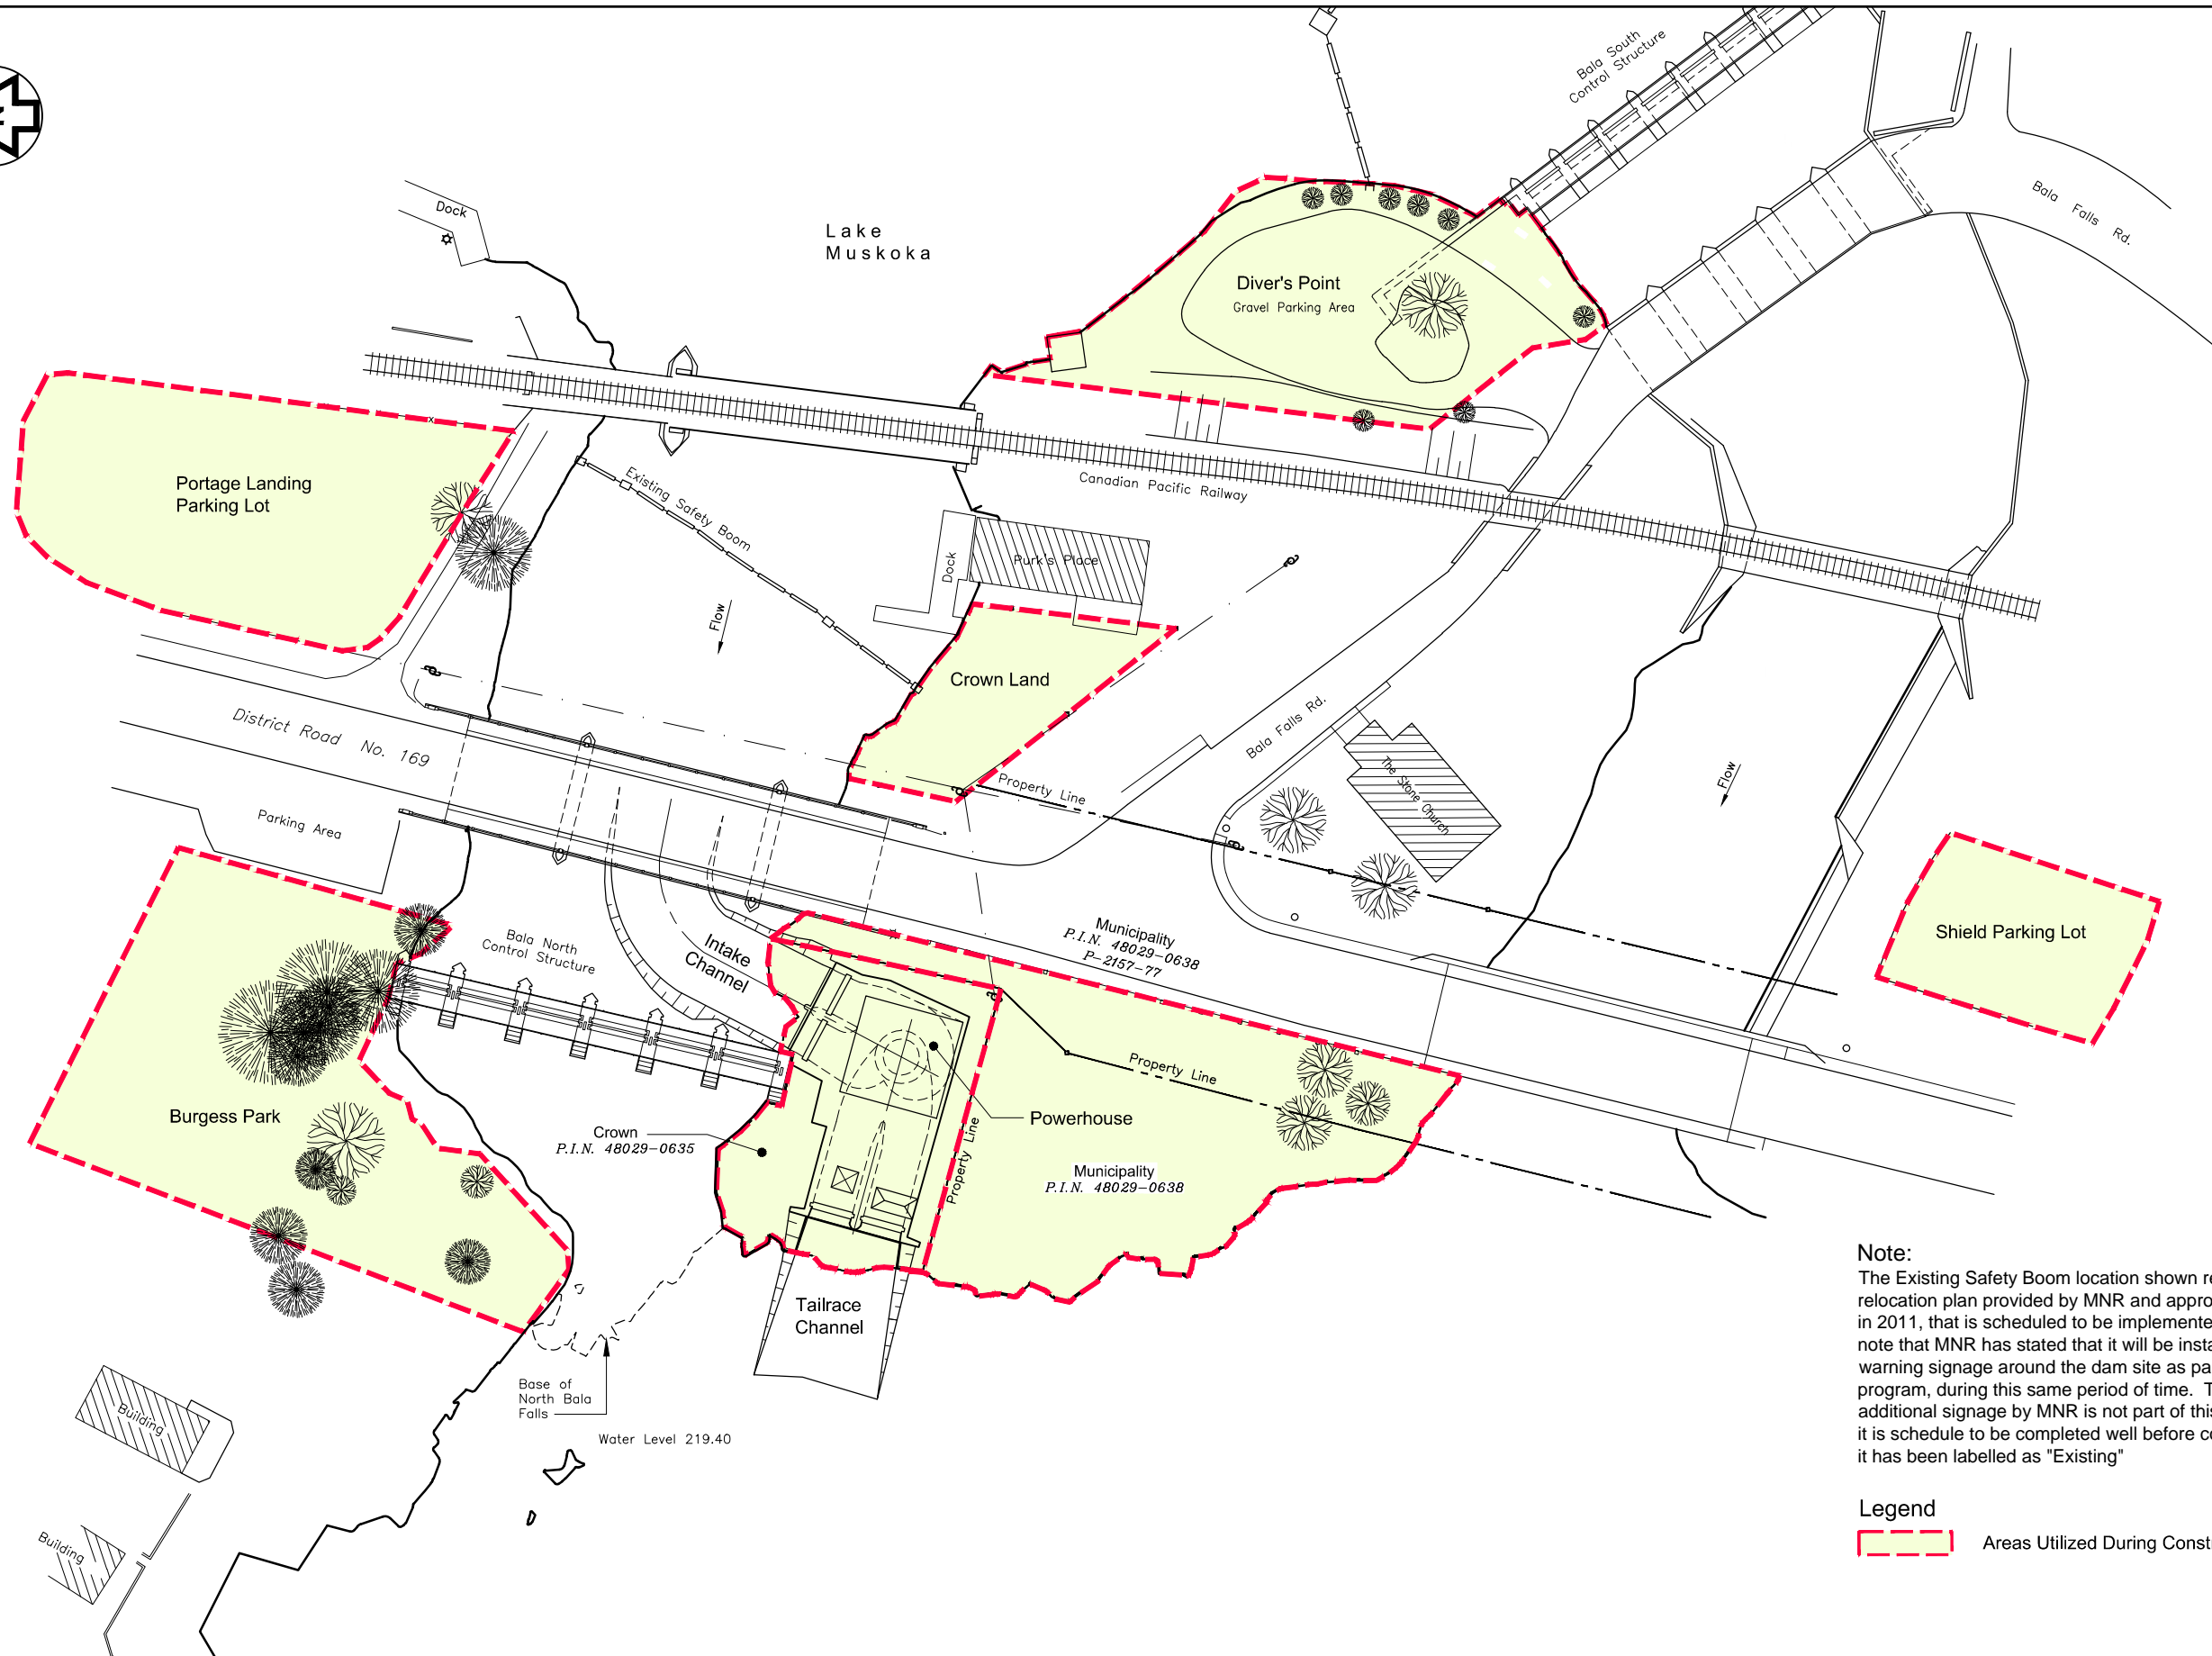 Bala South
Control Structure
Bala Falls Rd.
Dock
Lake
Muskoka
Diver's Point
Gravel Parking Area
Portage Landing
Parking Lot
Existing Safety Boom
Canadian Pacific Railway
Dock
Purk's Place
Flow
Crown Land
District Road No. 169
Bala Falls Rd.
Property Line
The Stone Church
Flow
Parking Area
Shield Parking Lot
Bala North
Control Structure
Intake
Channel
Municipality
P.I.N. 48029-0638
P-2157-77
Property Line
Burgess Park
Powerhouse
Crown
P.I.N. 48029-0635
Property Line
Municipality
P.I.N. 48029-0638
Tailrace
Channel
Base of
North Bala
Falls
Water Level 219.40
Building
Building
Note:
The Existing Safety Boom location shown
relocation plan provided by MNR and
in 2011, that is scheduled to be
note that MNR has stated that it will be
warning signage around the dam site as
program, during this same period of time.
additional signage by MNR is not part of
it is schedule to be completed well before
it has been labelled as "Existing"
Legend
Areas Utilized During